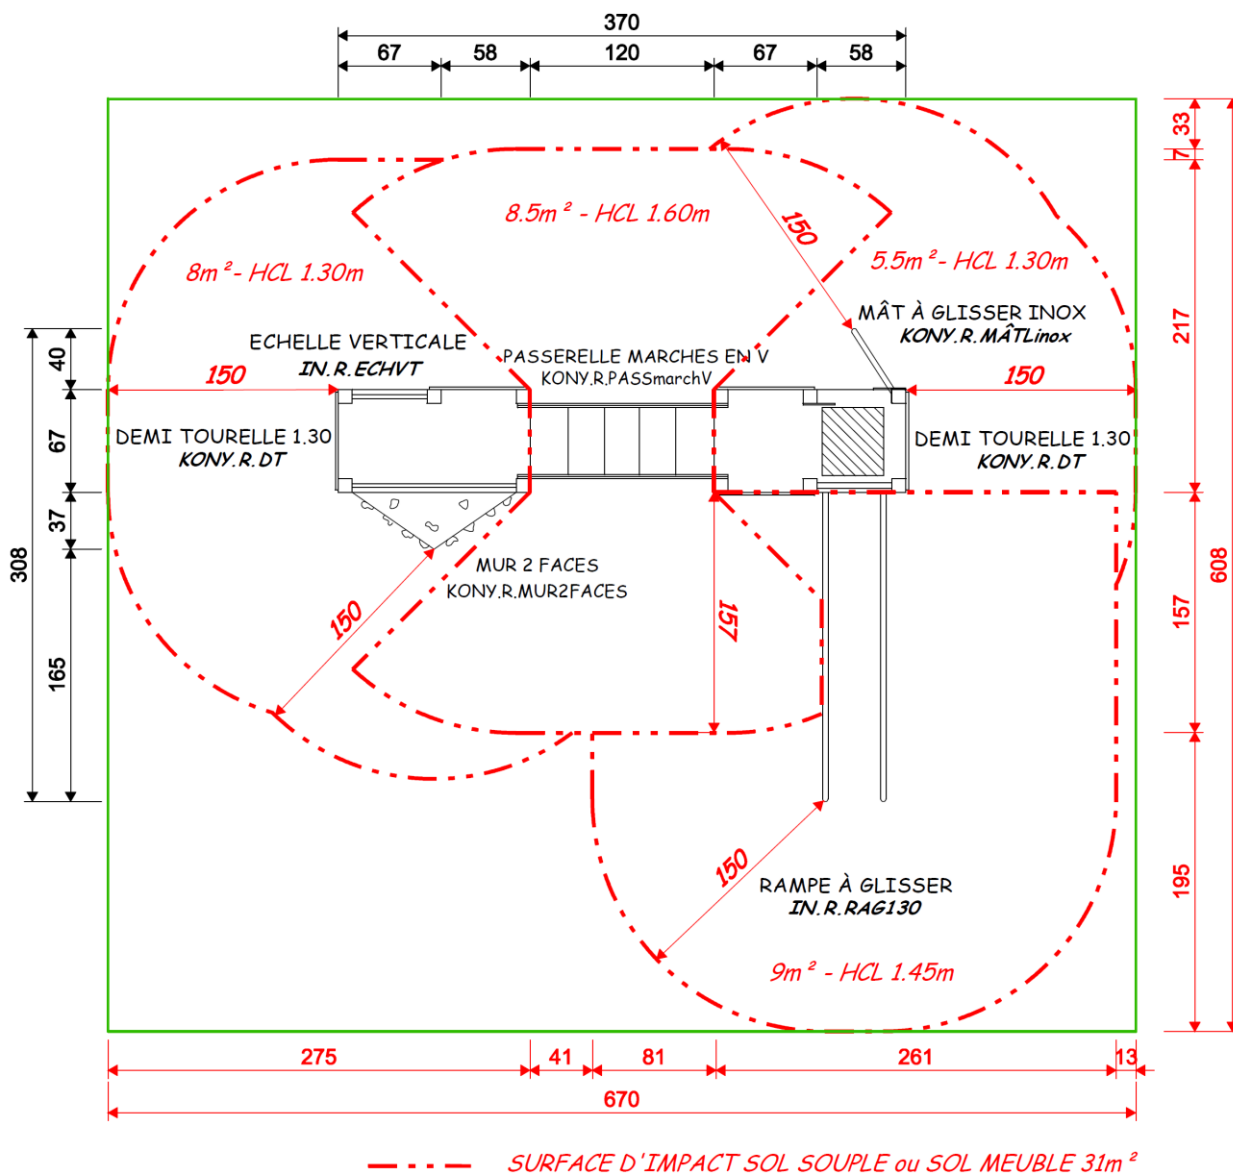 370
67 58 120 67 58
33
7
217
157
195
608
8.5m² - HCL 1.60m
150
8m² - HCL 1.30m
5.5m² - HCL 1.30m
MÂT À GLISSER INOX
KONY.R.MÂTLinox
ECHELLE VERTICALE
IN.R.ECHVT
PASSERELLE MARCHES EN V
KONY.R.PASSmarchV
150
150
40
67
37
165
308
DEMI TOURELLE 1.30
KONY.R.DT
DEMI TOURELLE 1.30
KONY.R.DT
MUR 2 FACES
KONY.R.MUR2FACES
150
157
150
RAMPE À GLISSER
IN.R.RAG130
9m² - HCL 1.45m
275 41 81 261 13
670
SURFACE D'IMPACT SOL SOUPLE ou SOL MEUBLE 31m²